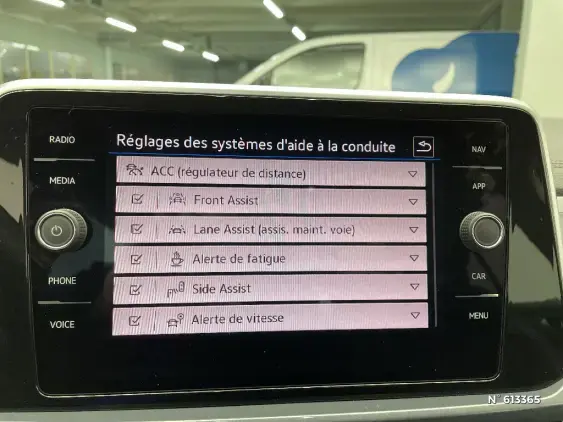 RADIO
MEDIA
PHONE
VOICE
Réglages des systèmes d'aide à la conduite
ACC (régulateur de distance)
Front Assist
Lane Assist (assis. maint. voie)
Alerte de fatigue
Side Assist
Alerte de vitesse
NAV
APP
CAR
MENU
N_613365